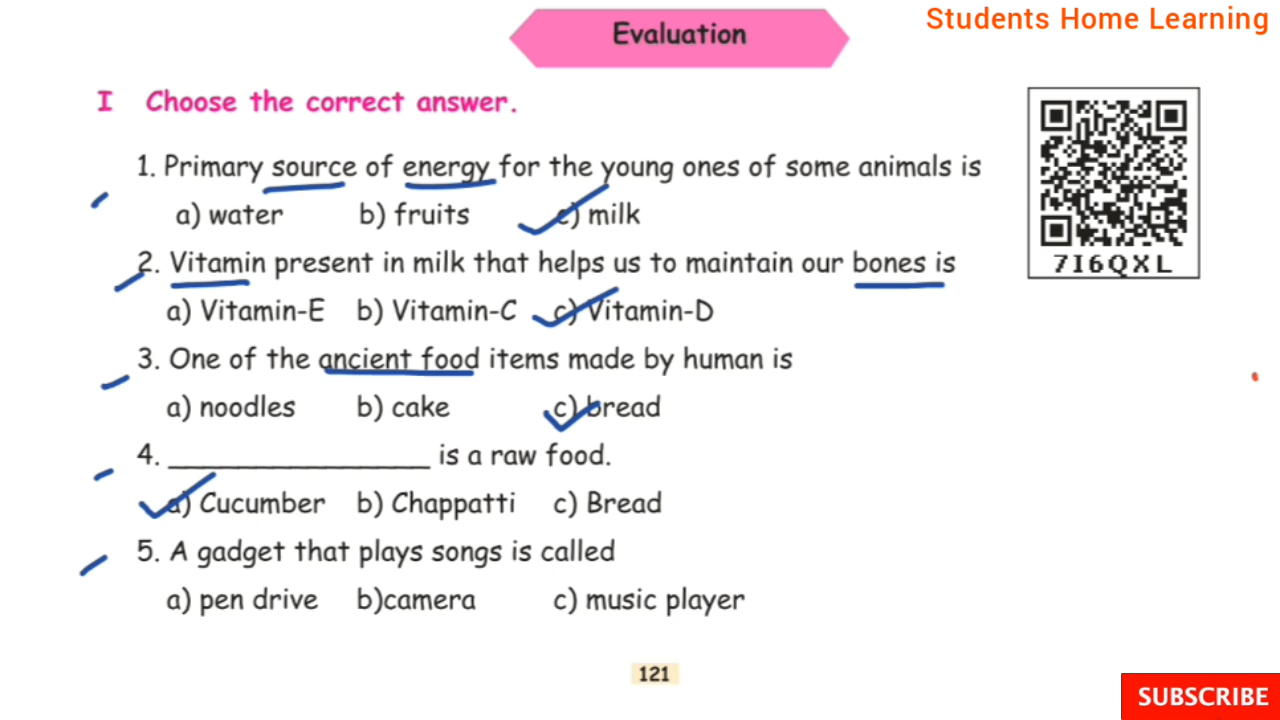 Students Home Learning
Evaluation
I Choose the correct answer.
1. Primary source of energy for the young ones of some animals is
a) water b) fruits c) milk
2. Vitamin present in milk that helps us to maintain our bones is
a) Vitamin-E b) Vitamin-C c) Vitamin-D
7I6QXL
3. One of the ancient food items made by human is
a) noodles b) cake c) bread
4. _______________ is a raw food.
a) Cucumber b) Chappatti c) Bread
5. A gadget that plays songs is called
a) pen drive b)camera c) music player
121
SUBSCRIBE